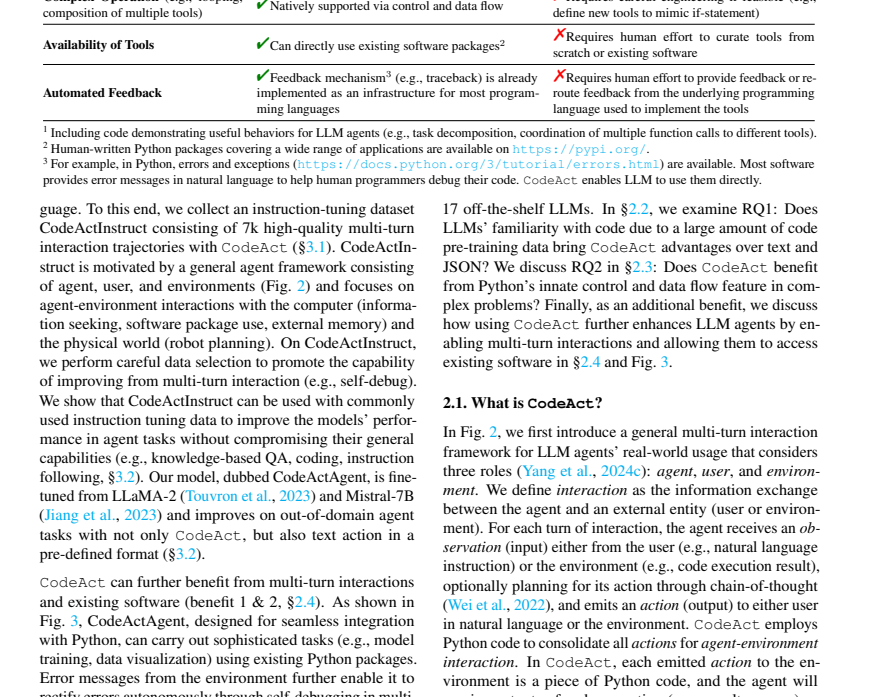 composition of multiple tools)
✔Natively supported via control and data flow
define new tools to mimic if-statement)
Availability of Tools
✔Can directly use existing software packages2
✗Requires human effort to curate tools from
scratch or existing software
Automated Feedback
✔Feedback mechanism3 (e.g., traceback) is already
implemented as an infrastructure for most program-
ming languages
✗Requires human effort to provide feedback or re-
route feedback from the underlying programming
language used to implement the tools
1 Including code demonstrating useful behaviors for LLM agents (e.g., task decomposition, coordination of multiple function calls to different tools).
2 Human-written Python packages covering a wide range of applications are available on https://pypi.org/.
3 For example, in Python, errors and exceptions (https://docs.python.org/3/tutorial/errors.html) are available. Most software
provides error messages in natural language to help human programmers debug their code. CodeAct enables LLM to use them directly.
guage. To this end, we collect an instruction-tuning dataset
CodeActInstruct consisting of 7k high-quality multi-turn
interaction trajectories with CodeAct (§3.1). CodeActIn-
struct is motivated by a general agent framework consisting
of agent, user, and environments (Fig. 2) and focuses on
agent-environment interactions with the computer (informa-
tion seeking, software package use, external memory) and
the physical world (robot planning). On CodeActInstruct,
we perform careful data selection to promote the capability
of improving from multi-turn interaction (e.g., self-debug).
We show that CodeActInstruct can be used with commonly
used instruction tuning data to improve the models' perfor-
mance in agent tasks without compromising their general
capabilities (e.g., knowledge-based QA, coding, instruction
following, §3.2). Our model, dubbed CodeActAgent, is fine-
tuned from LLaMA-2 (Touvron et al., 2023) and Mistral-7B
(Jiang et al., 2023) and improves on out-of-domain agent
tasks with not only CodeAct, but also text action in a
pre-defined format (§3.2).
CodeAct can further benefit from multi-turn interactions
and existing software (benefit 1 & 2, §2.4). As shown in
Fig. 3, CodeActAgent, designed for seamless integration
with Python, can carry out sophisticated tasks (e.g., model
training, data visualization) using existing Python packages.
Error messages from the environment further enable it to
rectify errors autonomously through self-debugging in multi-
17 off-the-shelf LLMs. In §2.2, we examine RQ1: Does
LLMs' familiarity with code due to a large amount of code
pre-training data bring CodeAct advantages over text and
JSON? We discuss RQ2 in §2.3: Does CodeAct benefit
from Python's innate control and data flow feature in com-
plex problems? Finally, as an additional benefit, we discuss
how using CodeAct further enhances LLM agents by en-
abling multi-turn interactions and allowing them to access
existing software in §2.4 and Fig. 3.
2.1. What is CodeAct?
In Fig. 2, we first introduce a general multi-turn interaction
framework for LLM agents' real-world usage that considers
three roles (Yang et al., 2024c): agent, user, and environ-
ment. We define interaction as the information exchange
between the agent and an external entity (user or environ-
ment). For each turn of interaction, the agent receives an ob-
servation (input) either from the user (e.g., natural language
instruction) or the environment (e.g., code execution result),
optionally planning for its action through chain-of-thought
(Wei et al., 2022), and emits an action (output) to either user
in natural language or the environment. CodeAct employs
Python code to consolidate all actions for agent-environment
interaction. In CodeAct, each emitted action to the en-
vironment is a piece of Python code, and the agent will